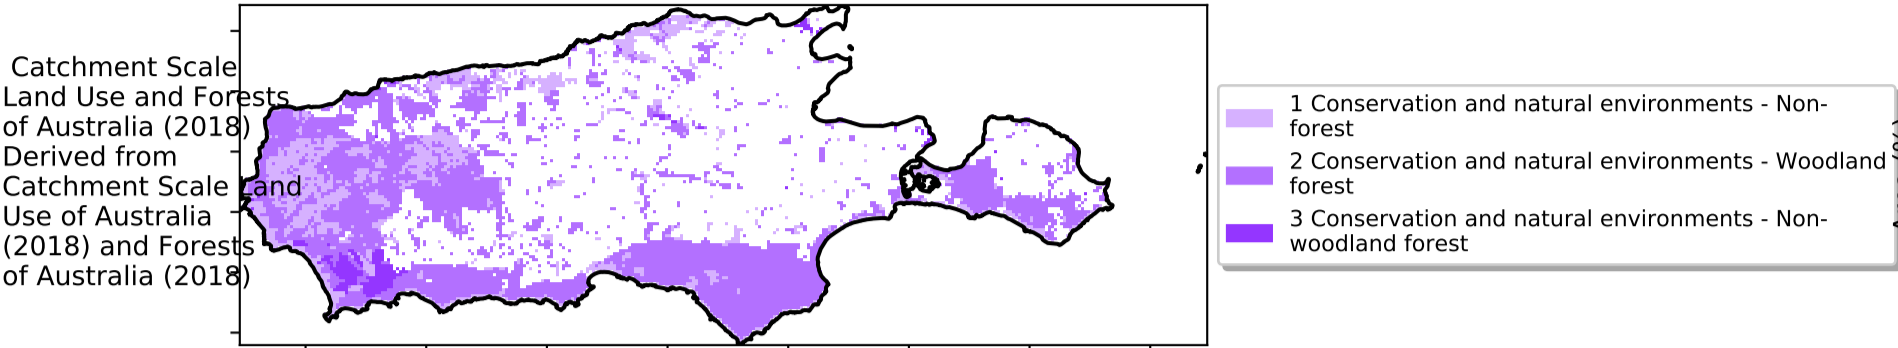 Catchment Scale
Land Use and Forests
of Australia (2018)
Derived from
Catchment Scale Land
Use of Australia
(2018) and Forests
of Australia (2018)
1 Conservation and natural environments - Non-
forest
2 Conservation and natural environments - Woodland
forest
3 Conservation and natural environments - Non-
woodland forest